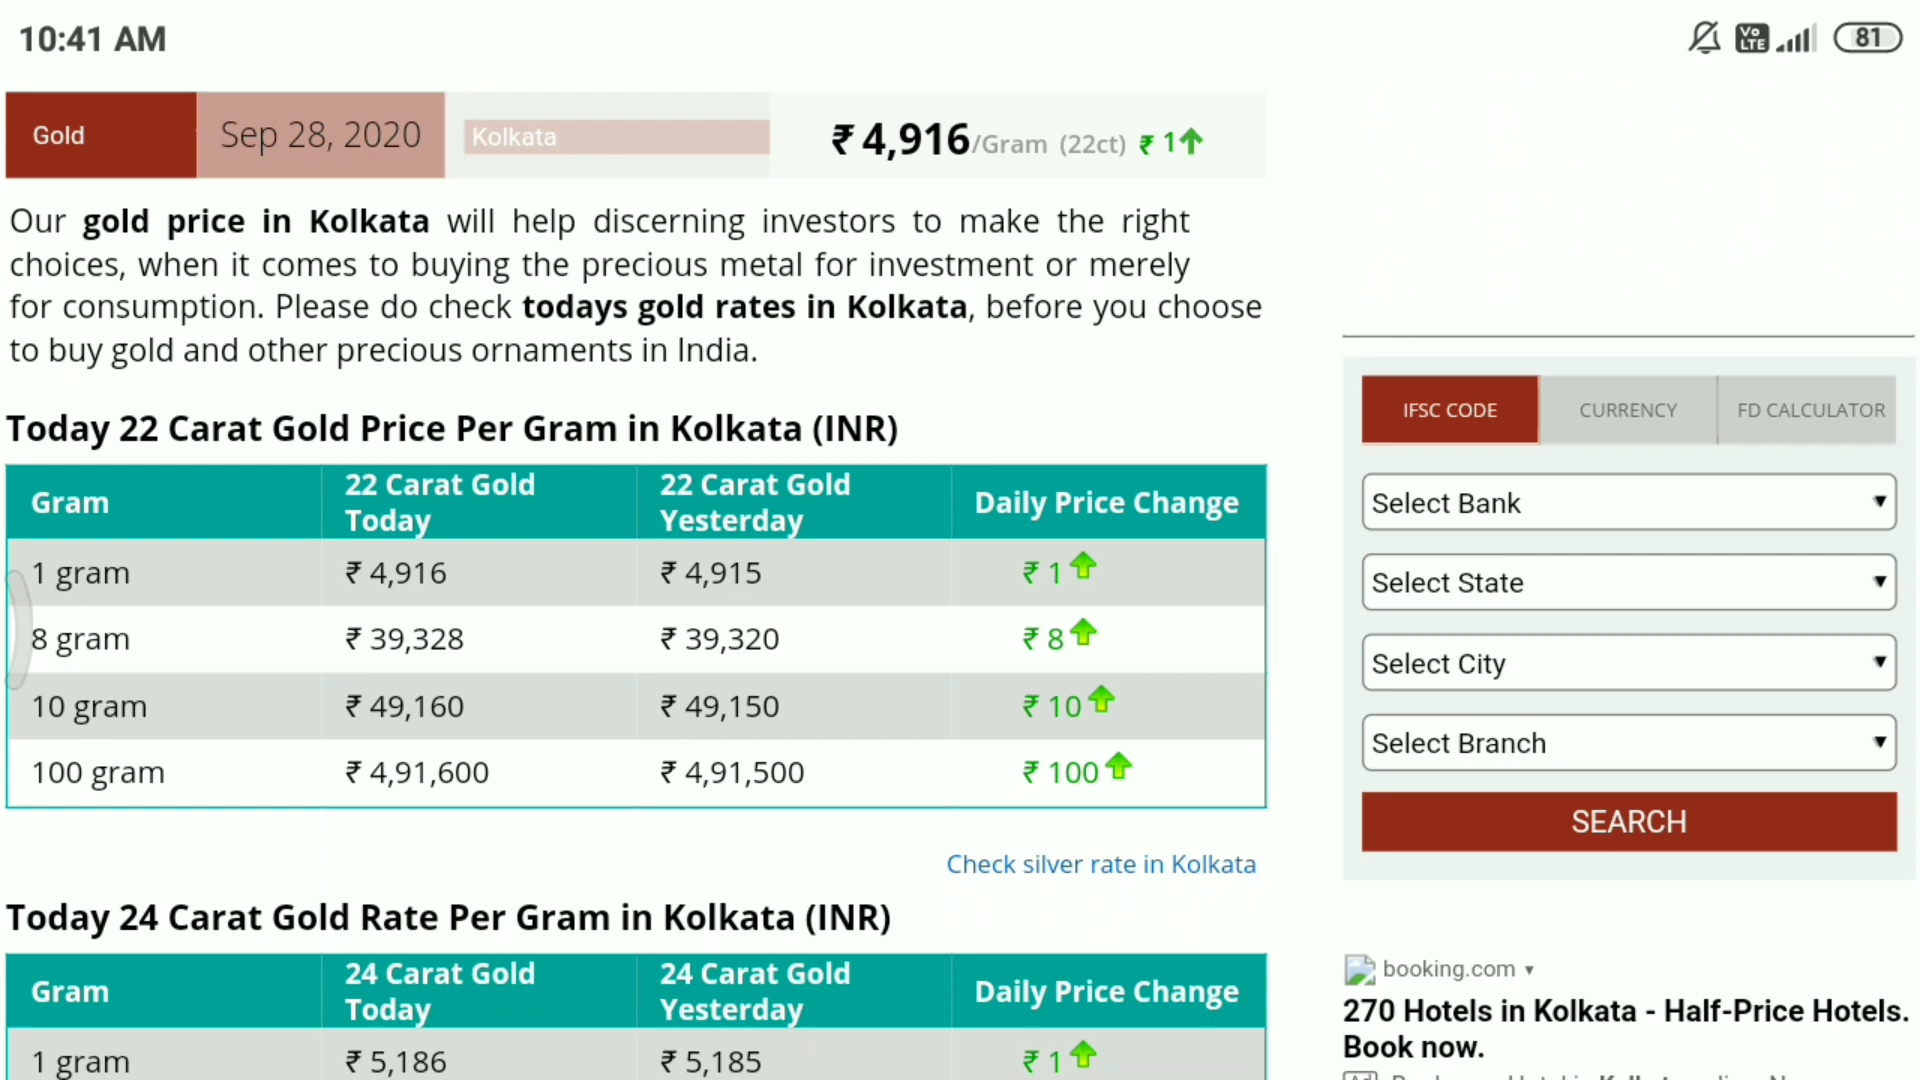 10:41 AM
Vo LTE 81
Gold Sep 28, 2020 Kolkata ₹ 4,916/Gram (22ct) ₹ 1
Our gold price in Kolkata will help discerning investors to make the right
choices, when it comes to buying the precious metal for investment or merely
for consumption. Please do check todays gold rates in Kolkata, before you choose
to buy gold and other precious ornaments in India.
Today 22 Carat Gold Price Per Gram in Kolkata (INR)
Gram 22 Carat Gold Today 22 Carat Gold Yesterday Daily Price Change
1 gram ₹ 4,916 ₹ 4,915 ₹ 1
8 gram ₹ 39,328 ₹ 39,320 ₹ 8
10 gram ₹ 49,160 ₹ 49,150 ₹ 10
100 gram ₹ 4,91,600 ₹ 4,91,500 ₹ 100
Check silver rate in Kolkata
Today 24 Carat Gold Rate Per Gram in Kolkata (INR)
Gram 24 Carat Gold Today 24 Carat Gold Yesterday Daily Price Change
1 gram ₹ 5,186 ₹ 5,185 ₹ 1
IFSC CODE CURRENCY FD CALCULATOR
Select Bank
Select State
Select City
Select Branch
SEARCH
booking.com
270 Hotels in Kolkata - Half-Price Hotels.
Book now.